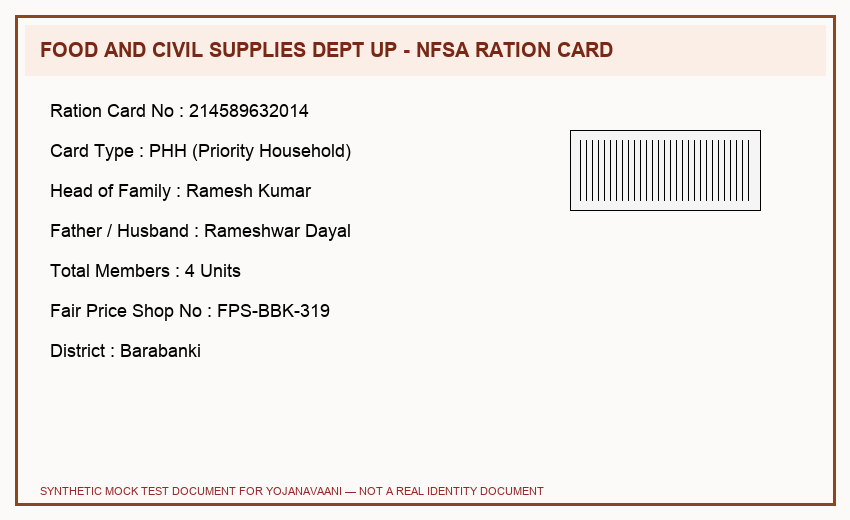 FOOD AND CIVIL SUPPLIES DEPT UP - NFSA RATION CARD
Ration Card No : 214589632014
Card Type : PHH (Priority Household)
Head of Family : Ramesh Kumar
Father / Husband : Rameshwar Dayal
Total Members : 4 Units
Fair Price Shop No : FPS-BBK-319
District : Barabanki
SYNTHETIC MOCK TEST DOCUMENT FOR YOJANAVAANI — NOT A REAL IDENTITY DOCUMENT